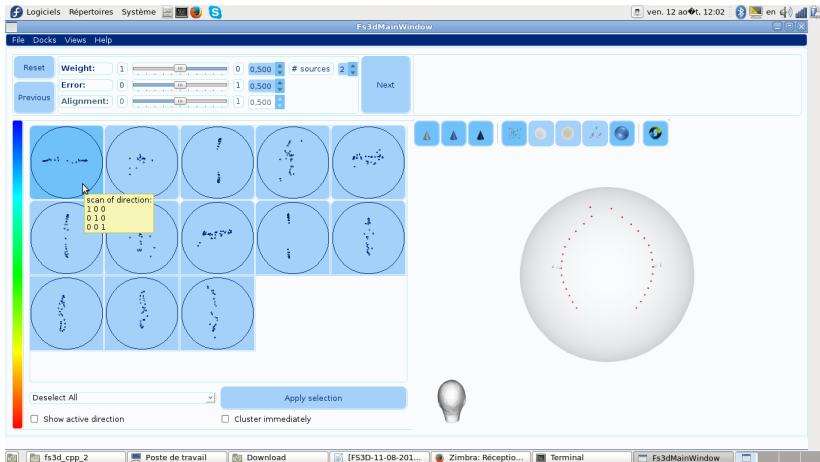 Logiciels Répertoires Système
ven. 12 ao�t, 12:02 en
Fs3dMainWindow
File Docks Views Help
Reset Weight: 1 0 0,500 # sources 2 Next
Error: 0 1 0,500
Previous
Alignment: 0 1 0,500
scan of direction:
1 0 0
0 1 0
0 0 1
Deselect All Apply selection
Show active direction Cluster immediately
fs3d_cpp_2 Poste de travail Download [FS3D-11-08-201... Zimbra: Réceptio... Terminal Fs3dMainWindow